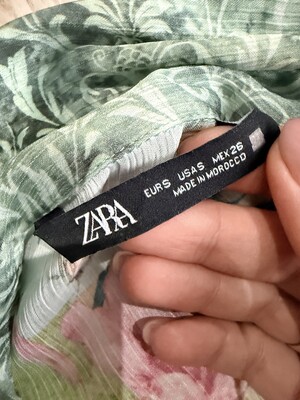 ZARA
EUR S USA S MEX 26
MADE IN MOROCCO